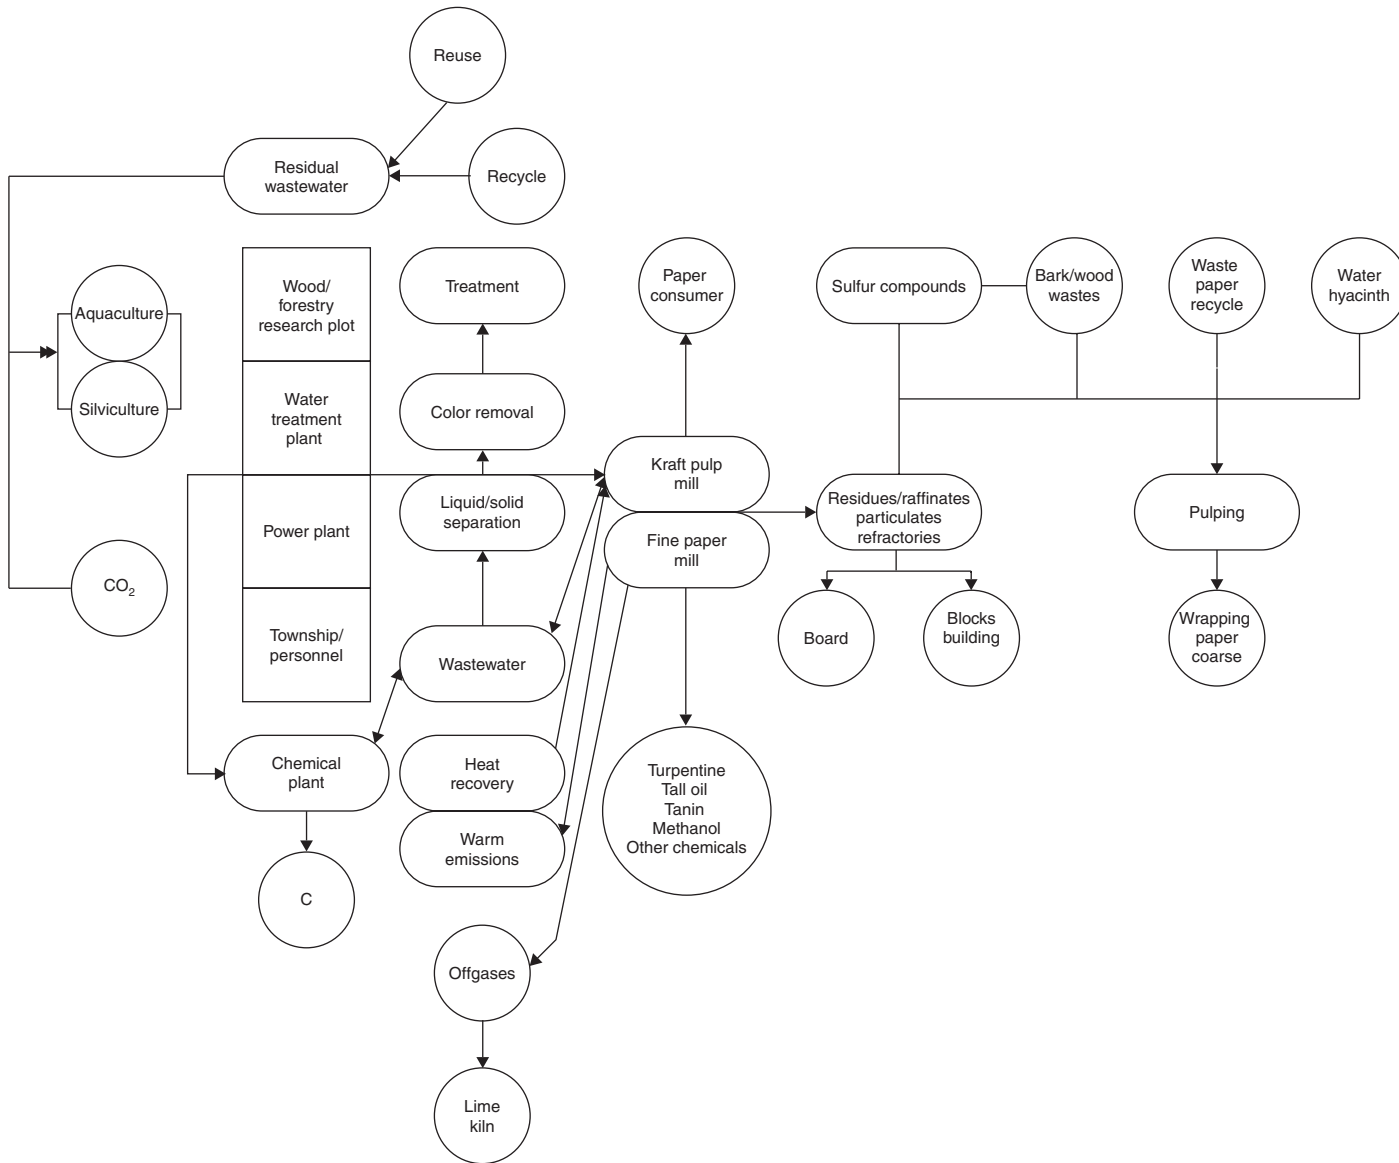 Reuse
Residual
wastewater
Recycle
Wood/
forestry
research plot
Treatment
Paper
consumer
Sulfur compounds
Bark/wood
wastes
Waste
paper
recycle
Water
hyacinth
Aquaculture
Silviculture
Water
treatment
plant
Color removal
Kraft pulp
mill
Liquid/solid
separation
Residues/raffinates
particulates
refractories
Pulping
Power plant
Fine paper
mill
CO₂
Township/
personnel
Wastewater
Board
Blocks
building
Wrapping
paper
coarse
Chemical
plant
Heat
recovery
Turpentine
Tall oil
Tanin
Methanol
Other chemicals
Warm
emissions
C
Offgases
Lime
kiln